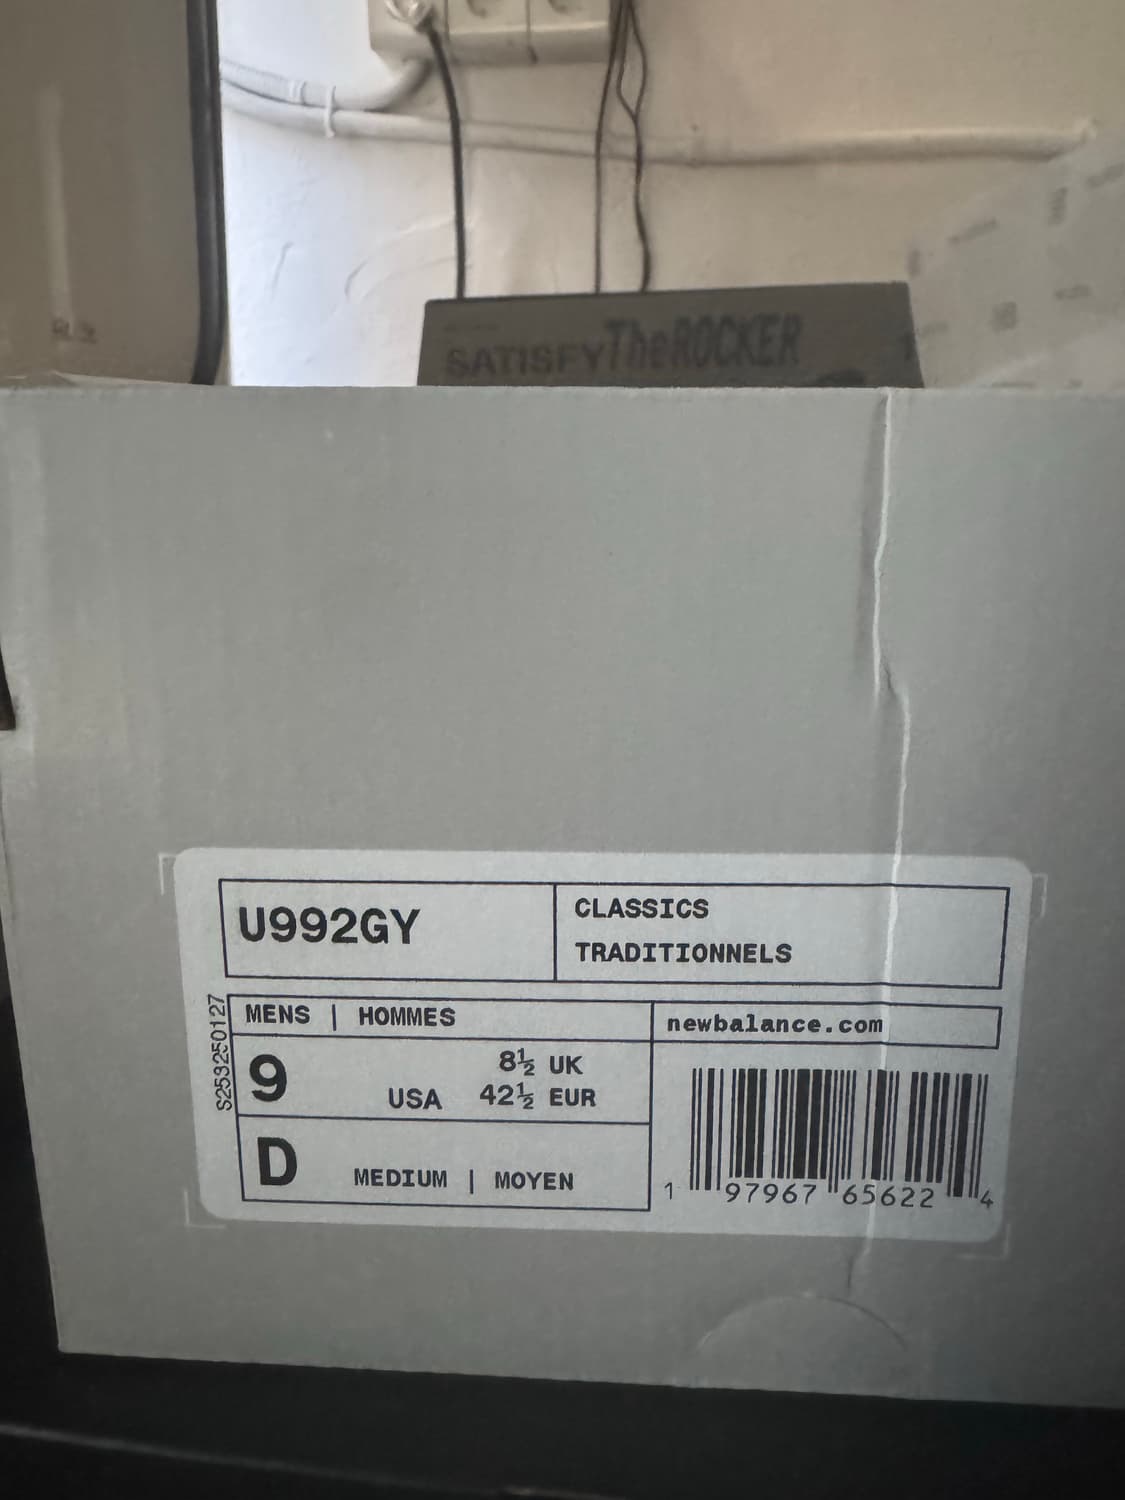 SATISFY TheROCKER
U992GY
CLASSICS
TRADITIONNELS
S253250127
MENS | HOMMES
newbalance.com
9 USA
8½ UK
42½ EUR
D MEDIUM | MOYEN
1 97967 65622 4